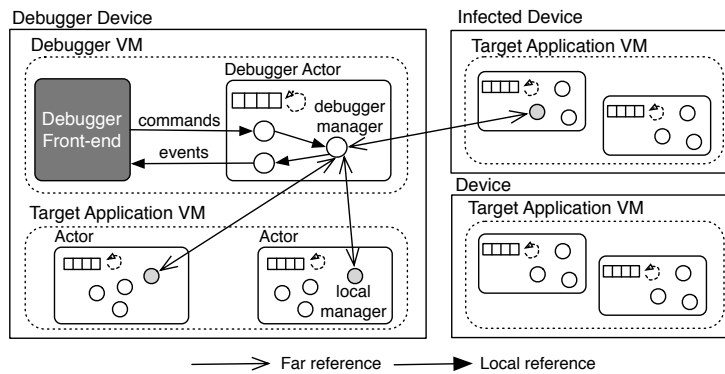 Debugger Device
Debugger VM
Debugger Actor
Debugger
Front-end
commands
events
debugger
manager
Target Application VM
Actor
Actor
local
manager
Infected Device
Target Application VM
Device
Target Application VM
Far reference
Local reference